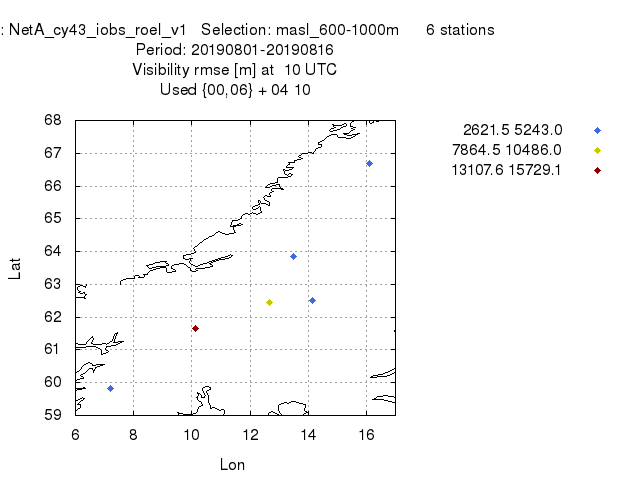 : NetA_cy43_iobs_roel_v1 Selection: masl_600-1000m 6 stations
Period: 20190801-20190816
Visibility rmse [m] at 10 UTC
Used {00,06} + 04 10
2621.5 5243.0
7864.5 10486.0
13107.6 15729.1
68
67
66
65
64
63
62
61
60
59
Lat
6 8 10 12 14 16
Lon